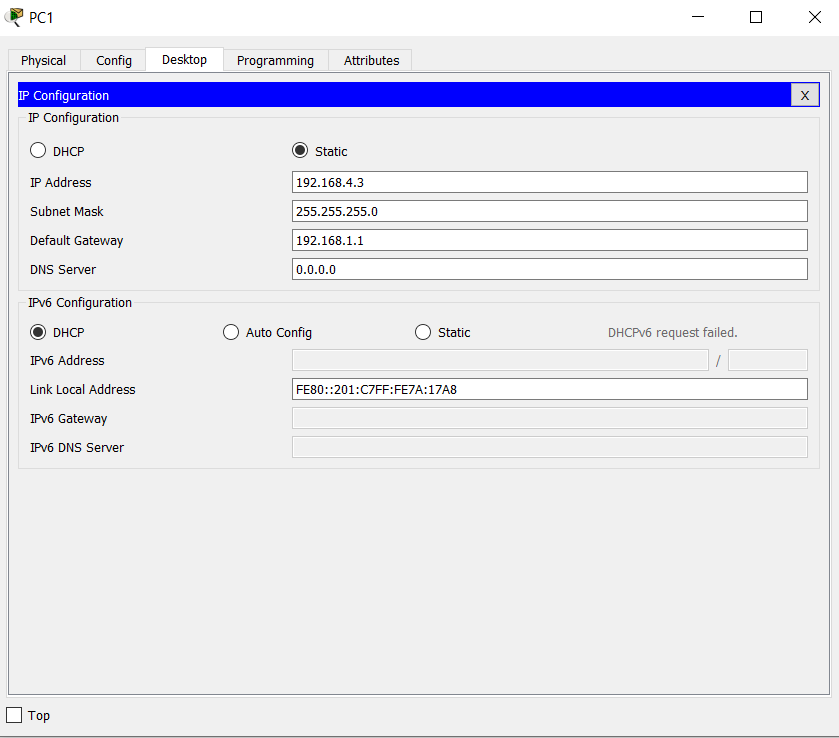 PC1
Physical Config Desktop Programming Attributes
IP Configuration X
IP Configuration
DHCP Static
IP Address 192.168.4.3
Subnet Mask 255.255.255.0
Default Gateway 192.168.1.1
DNS Server 0.0.0.0
IPv6 Configuration
DHCP Auto Config Static DHCPv6 request failed.
IPv6 Address /
Link Local Address FE80::201:C7FF:FE7A:17A8
IPv6 Gateway
IPv6 DNS Server
Top